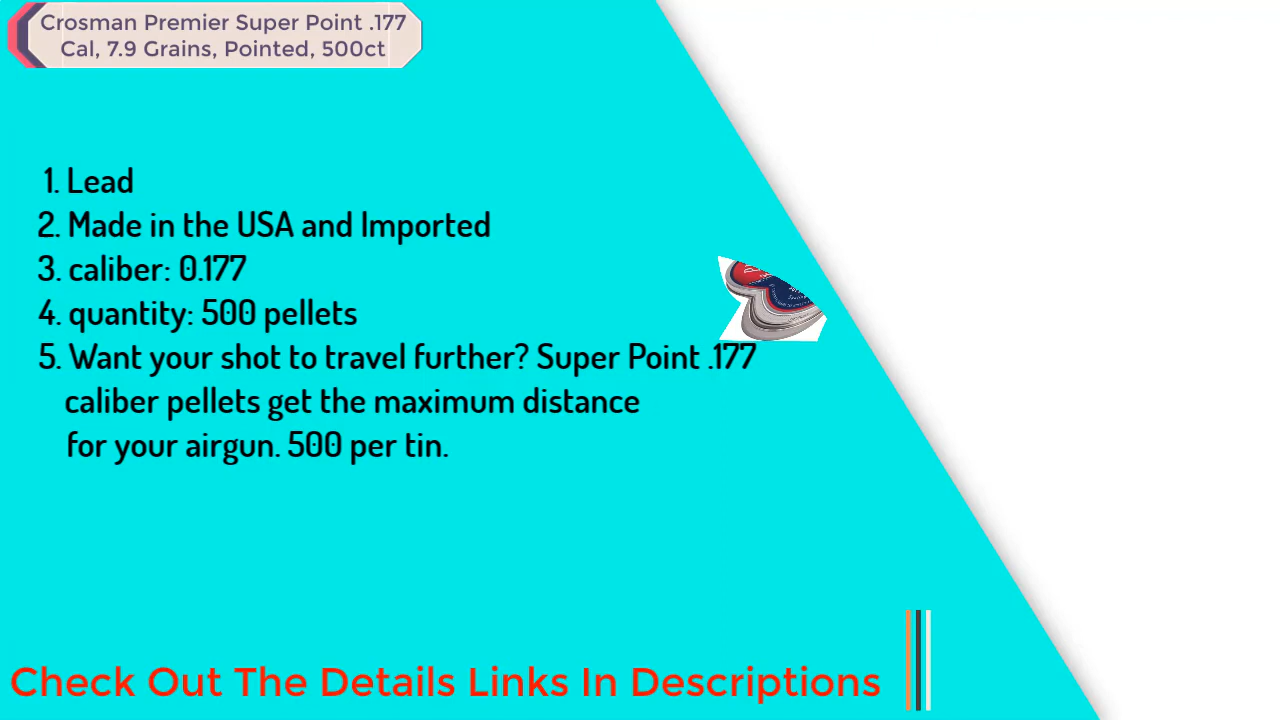 Crosman Premier Super Point .177
Cal, 7.9 Grains, Pointed, 500ct
1. Lead
2. Made in the USA and Imported
3. caliber: 0.177
4. quantity: 500 pellets
5. Want your shot to travel further? Super Point .177
caliber pellets get the maximum distance
for your airgun. 500 per tin.
Check Out The Details Links In Descriptions